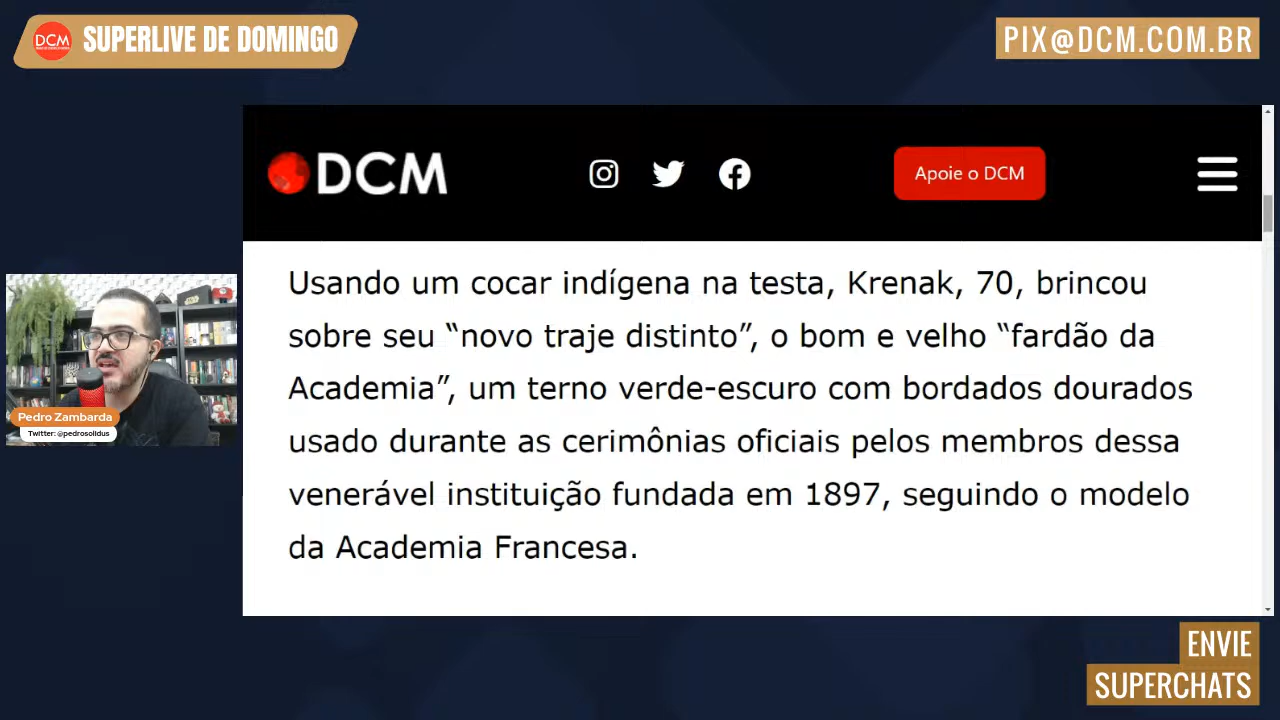 DCM
SUPERLIVE DE DOMINGO
PIX@DCM.COM.BR
DCM
Apoie o DCM
Usando um cocar indígena na testa, Krenak, 70, brincou
sobre seu “novo traje distinto”, o bom e velho “fardão da
Academia”, um terno verde-escuro com bordados dourados
usado durante as cerimônias oficiais pelos membros dessa
venerável instituição fundada em 1897, seguindo o modelo
da Academia Francesa.
Pedro Zambarda
Twitter: @pedrosolidus
ENVIE
SUPERCHATS